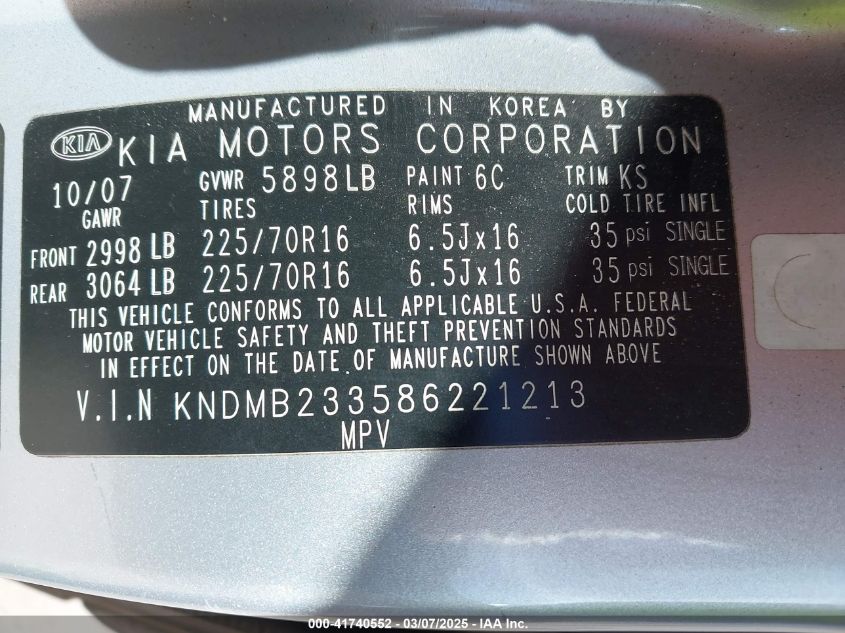 MANUFACTURED IN KOREA BY
KIA KIA MOTORS CORPORATION
10/07 GVWR 5898LB PAINT 6C TRIM KS
GAWR TIRES RIMS COLD TIRE INFL
FRONT 2998 LB 225/70R16 6.5Jx16 35 psi SINGLE
REAR 3064 LB 225/70R16 6.5Jx16 35 psi SINGLE
THIS VEHICLE CONFORMS TO ALL APPLICABLE U.S.A. FEDERAL
MOTOR VEHICLE SAFETY AND THEFT PREVENTION STANDARDS
IN EFFECT ON THE DATE OF MANUFACTURE SHOWN ABOVE
V.I.N KNDMB233586221213
MPV
000-41740552 — 03/07/2025 — IAA Inc.